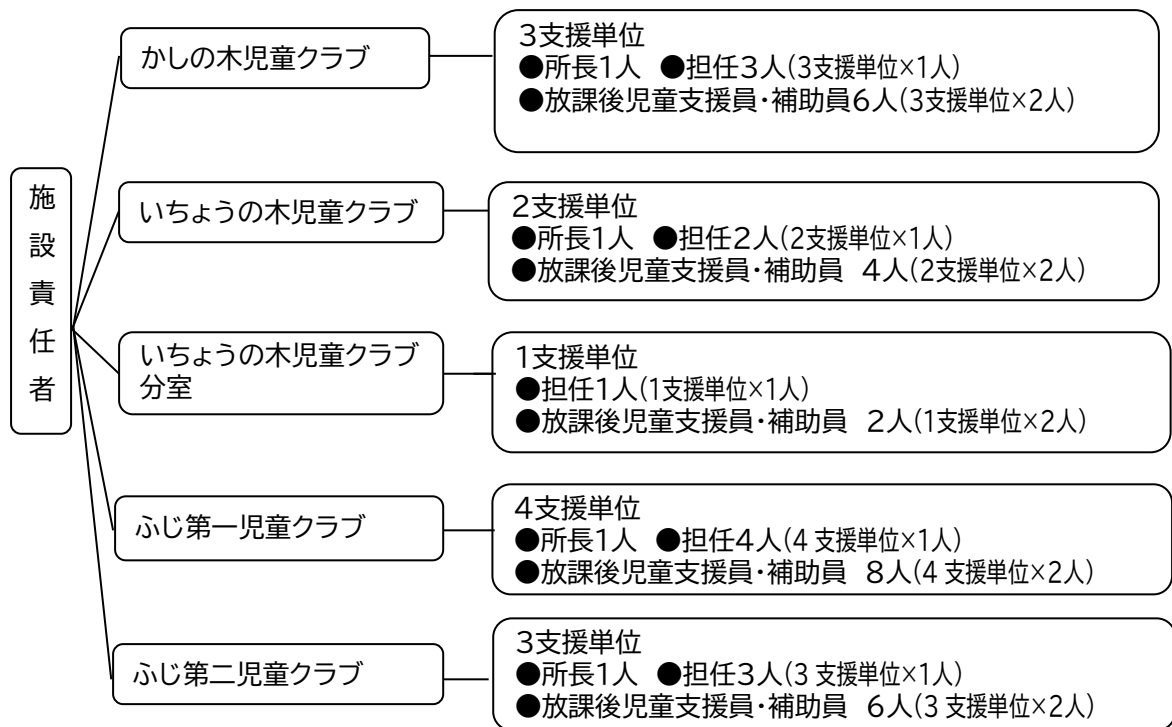 施設責任者
かしの木児童クラブ
3支援単位
●所長1人 ●担任3人(3支援単位×1人)
●放課後児童支援員・補助員6人(3支援単位×2人)
いちょうの木児童クラブ
2支援単位
●所長1人 ●担任2人(2支援単位×1人)
●放課後児童支援員・補助員 4人(2支援単位×2人)
いちょうの木児童クラブ
分室
1支援単位
●担任1人(1支援単位×1人)
●放課後児童支援員・補助員 2人(1支援単位×2人)
ふじ第一児童クラブ
4支援単位
●所長1人 ●担任4人(4 支援単位×1人)
●放課後児童支援員・補助員 8人(4 支援単位×2人)
ふじ第二児童クラブ
3支援単位
●所長1人 ●担任3人(3 支援単位×1人)
●放課後児童支援員・補助員 6人(3 支援単位×2人)